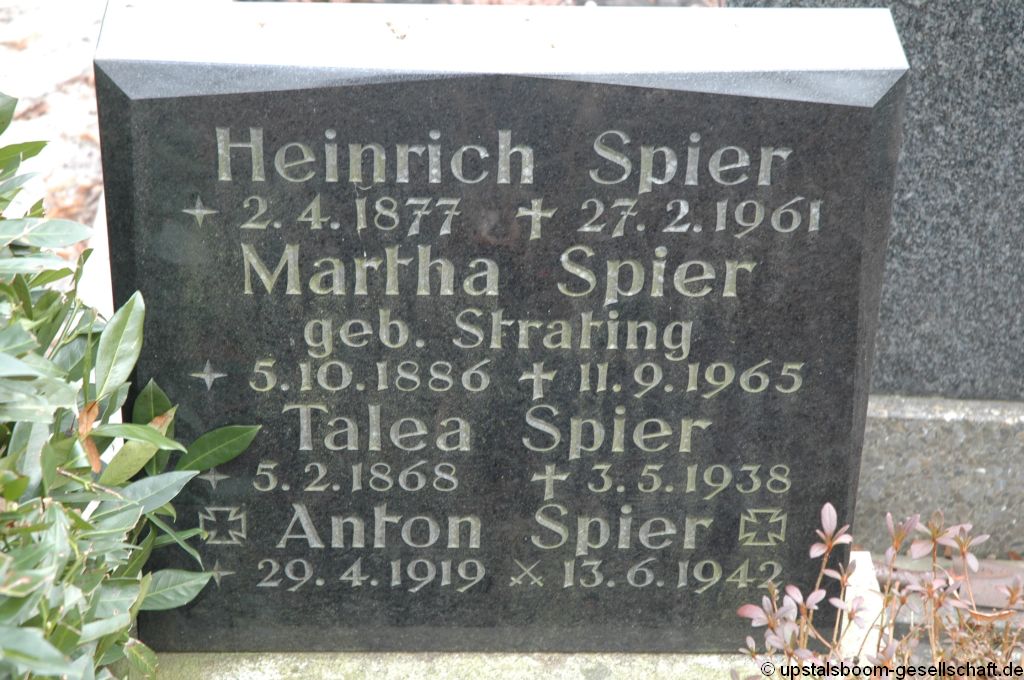 Heinrich Spier
2. 4. 1877 ✝ 27. 2. 1961
Martha Spier
geb. Strating
5. 10. 1886 ✝ 11. 9. 1965
Talea Spier
5. 2. 1868 ✝ 3. 5. 1938
Anton Spier
29. 4. 1919 ⚔ 13. 6. 1942
© upstalsboom-gesellschaft.de